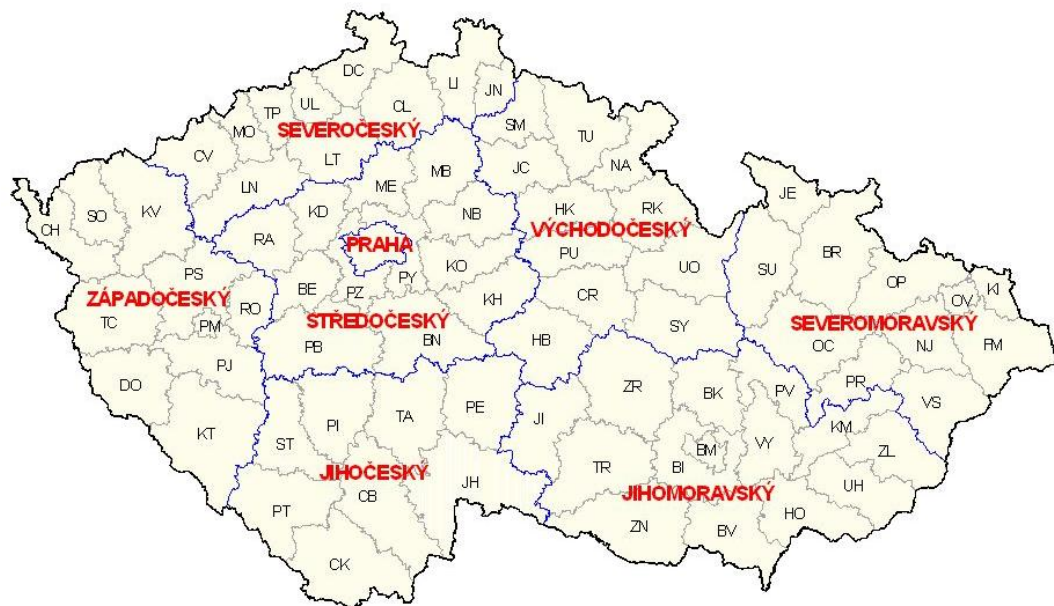 DC
LI
JN
UL
CL
TP
MO
SM
TU
SEVEROČESKÝ
CV
LT
JC
NA
MB
LN
ME
JE
SO
KV
KD
NB
HK
RK
CH
RA
PRAHA
VÝCHODOČESKÝ
BR
PU
UO
SU
PS
KO
OP
KI
BE
PZ
PY
CR
ZÁPADOČESKÝ
RO
KH
OV
TC
PM
STŘEDOČESKÝ
SY
SEVEROMORAVSKÝ
PB
BN
HB
OC
NJ
FM
PJ
DO
PR
ZR
BK
PV
VS
PE
TA
JI
KT
PI
ST
KM
VY
BM
ZL
TR
BI
JIHOČESKÝ
JH
UH
CB
JIHOMORAVSKÝ
PT
HO
ZN
BV
CK